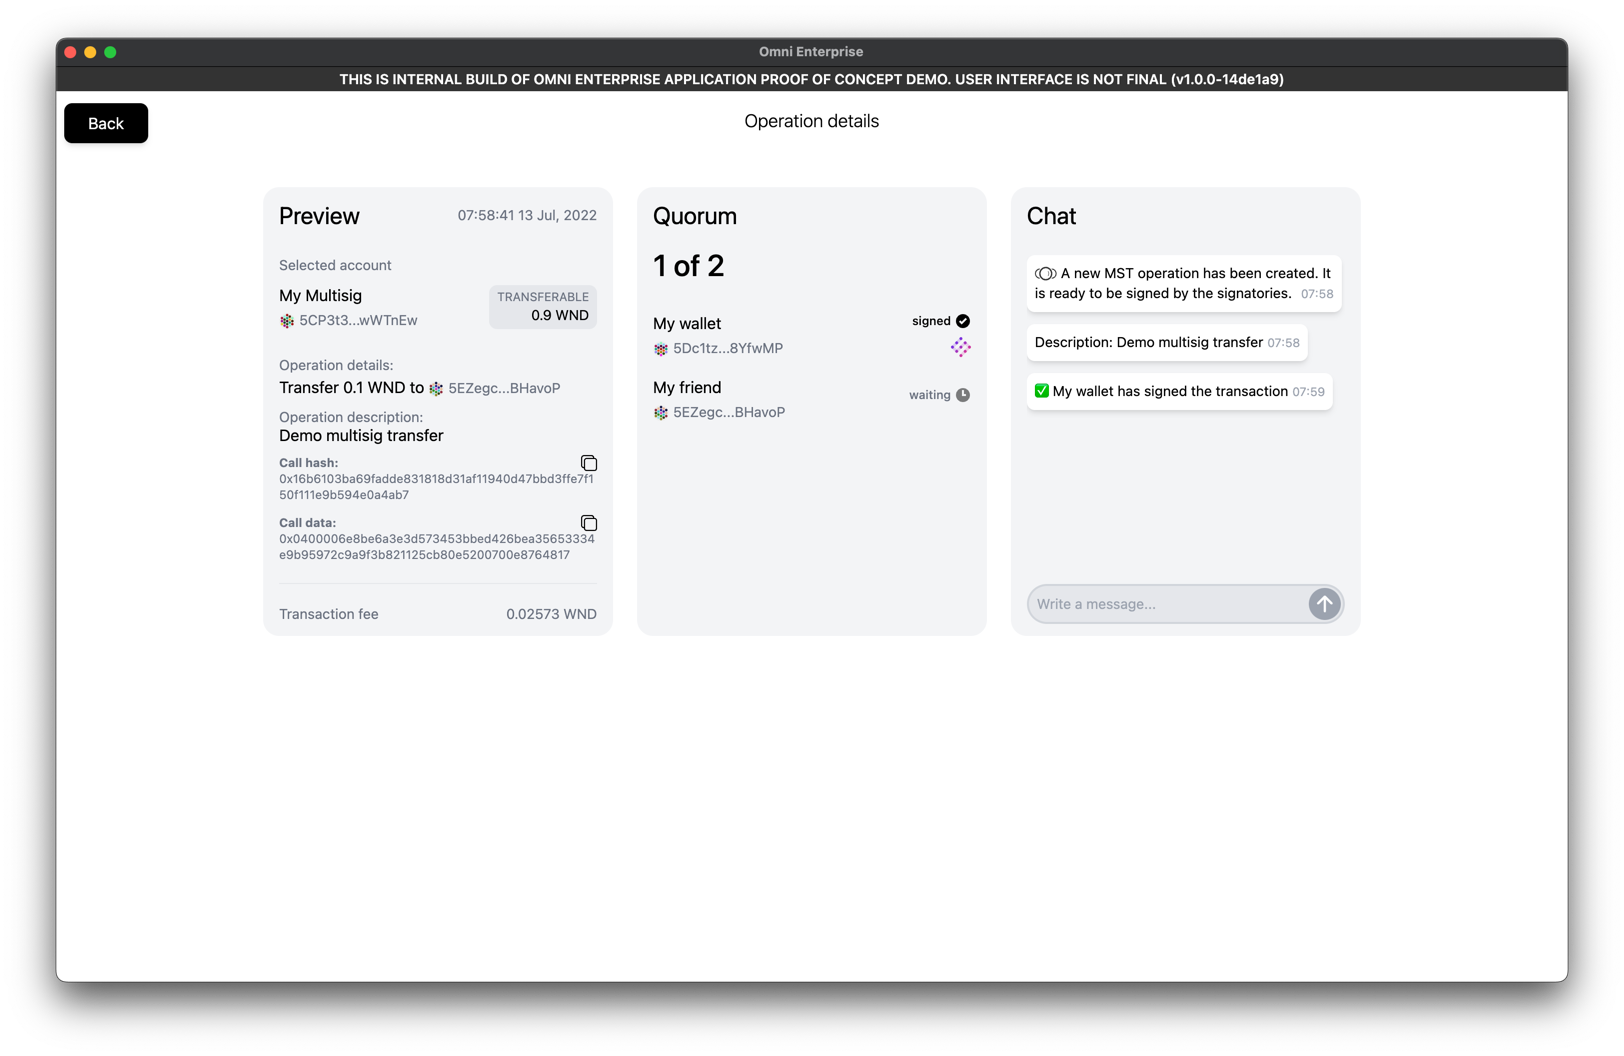 Omni Enterprise
THIS IS INTERNAL BUILD OF OMNI ENTERPRISE APPLICATION PROOF OF CONCEPT DEMO. USER INTERFACE IS NOT FINAL (v1.0.0-14de1a9)
Back
Operation details
Preview
07:58:41 13 Jul, 2022
Selected account
My Multisig
5CP3t3...wWTnEw
TRANSFERABLE
0.9 WND
Operation details:
Transfer 0.1 WND to 5EZegc...BHavoP
Operation description:
Demo multisig transfer
Call hash:
0x16b6103ba69fadde831818d31af11940d47bbd3ffe7f1
50f111e9b594e0a4ab7
Call data:
0x0400006e8be6a3e3d573453bbed426bea35653334
e9b95972c9a9f3b821125cb80e5200700e8764817
Transaction fee
0.02573 WND
Quorum
1 of 2
My wallet
signed
5Dc1tz...8YfwMP
My friend
waiting
5EZegc...BHavoP
Chat
A new MST operation has been created. It
is ready to be signed by the signatories. 07:58
Description: Demo multisig transfer 07:58
✅ My wallet has signed the transaction 07:59
Write a message...